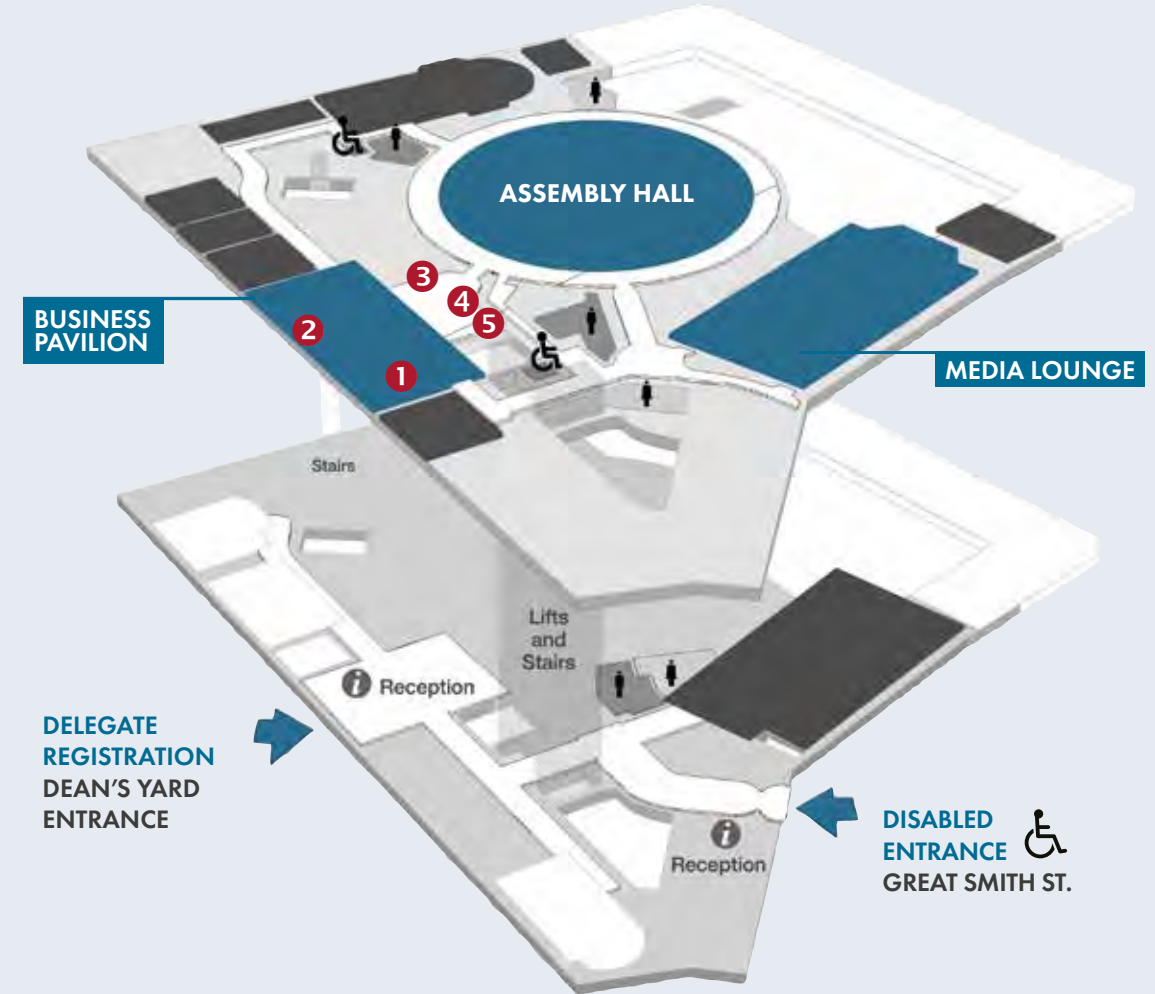 ASSEMBLY HALL
3
4
5
2
1
BUSINESS
PAVILION
MEDIA LOUNGE
Stairs
Lifts
and
Stairs
i Reception
DELEGATE
REGISTRATION
DEAN'S YARD
ENTRANCE
i
Reception
DISABLED
ENTRANCE
GREAT SMITH ST.